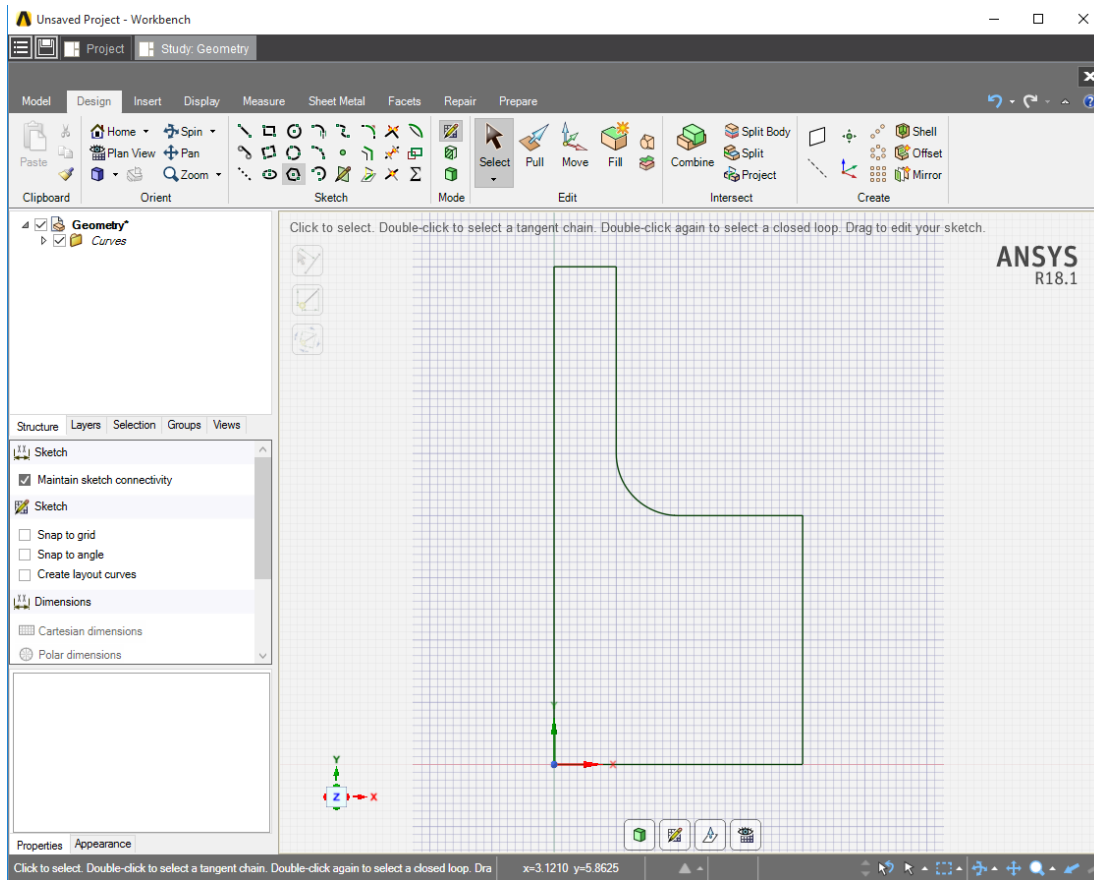 Unsaved Project - Workbench
Project
Study: Geometry
Model Design Insert Display Measure Sheet Metal Facets Repair Prepare
Paste
Home
Spin
Plan View
Pan
Zoom
Select
Pull
Move
Fill
Combine
Split Body
Split
Project
Shell
Offset
Mirror
Clipboard Orient Sketch Mode Edit Intersect Create
Geometry*
Curves
Click to select. Double-click to select a tangent chain. Double-click again to select a closed loop. Drag to edit your sketch.
ANSYS
R18.1
Structure Layers Selection Groups Views
Sketch
Maintain sketch connectivity
Sketch
Snap to grid
Snap to angle
Create layout curves
Dimensions
Cartesian dimensions
Polar dimensions
Y
X
Y
Z
X
Properties Appearance
Click to select. Double-click to select a tangent chain. Double-click again to select a closed loop. Dra
x=3.1210 y=5.8625